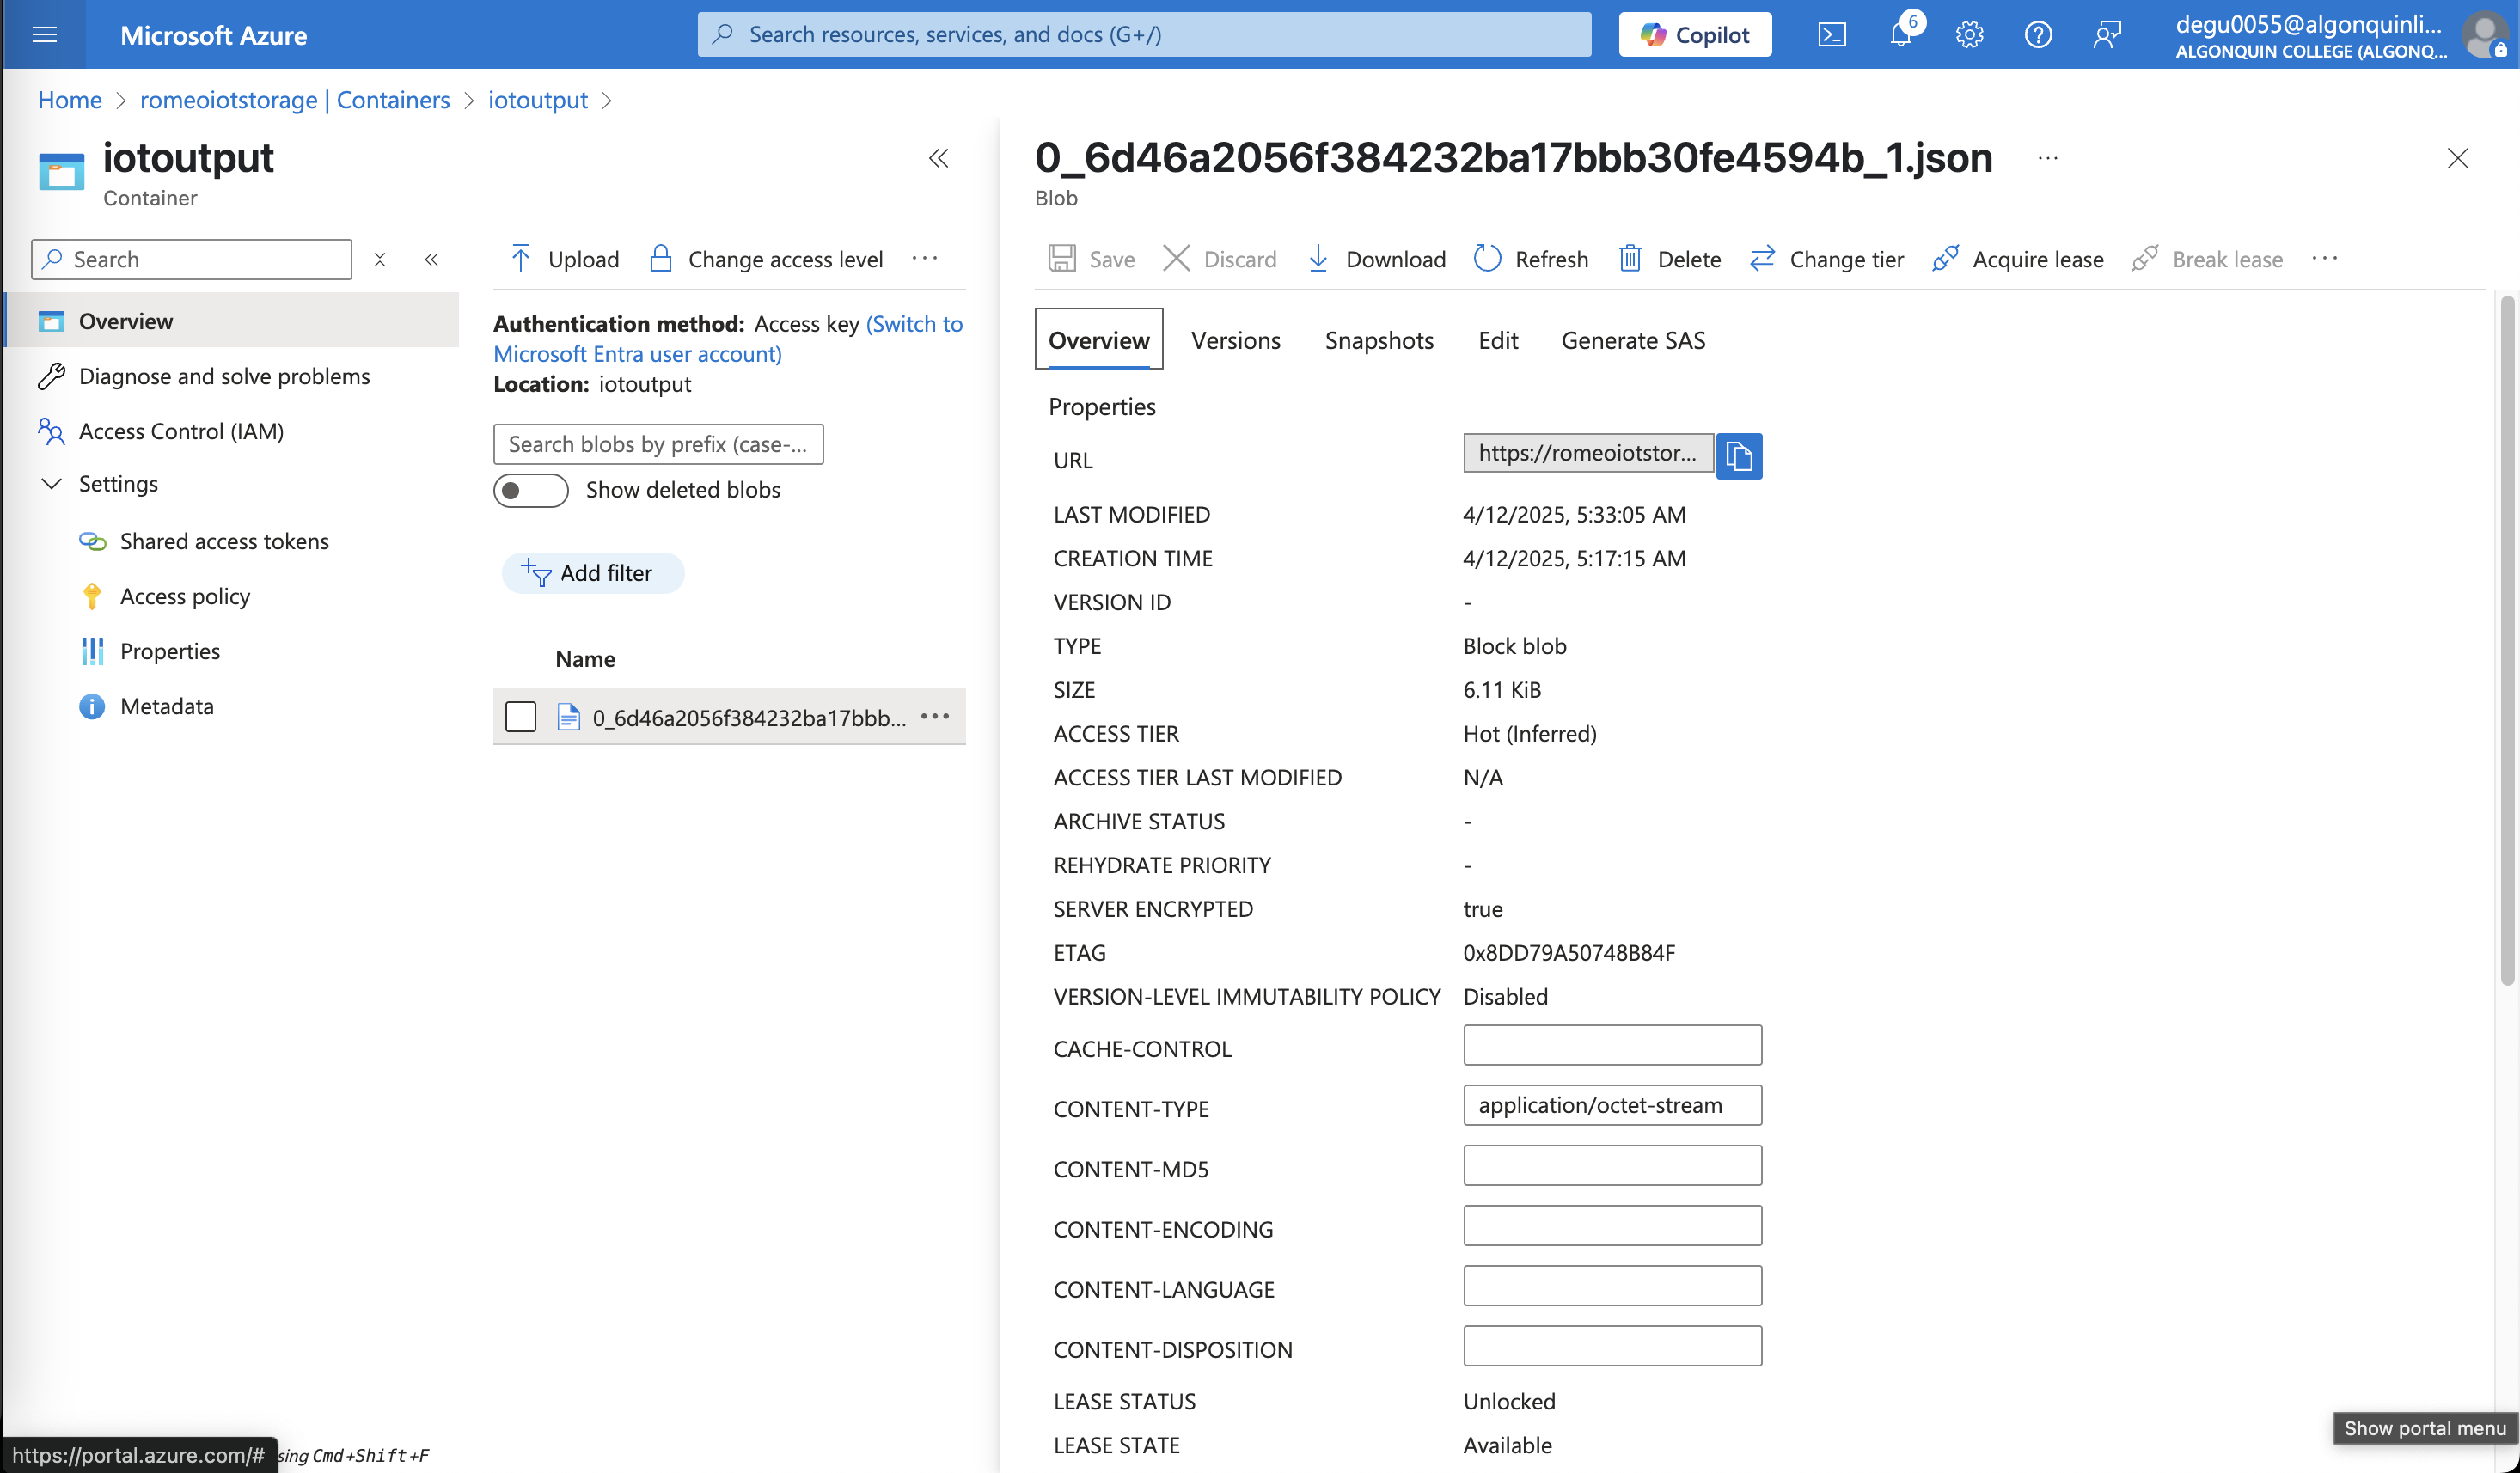 Microsoft Azure
Search resources, services, and docs (G+/)
Copilot
6
degu0055@algonquinli...
ALGONQUIN COLLEGE (ALGONQ...
Home > romeoiotstorage | Containers > iotoutput >
iotoutput
Container
Search
Overview
Diagnose and solve problems
Access Control (IAM)
Settings
Shared access tokens
Access policy
Properties
Metadata
Upload
Change access level
Authentication method: Access key (Switch to
Microsoft Entra user account)
Location: iotoutput
Search blobs by prefix (case-...
Show deleted blobs
Add filter
Name
0_6d46a2056f384232ba17bbb...
0_6d46a2056f384232ba17bbb30fe4594b_1.json
Blob
Save Discard Download Refresh Delete Change tier Acquire lease Break lease
Overview Versions Snapshots Edit Generate SAS
Properties
URL https://romeoiotstor...
LAST MODIFIED 4/12/2025, 5:33:05 AM
CREATION TIME 4/12/2025, 5:17:15 AM
VERSION ID -
TYPE Block blob
SIZE 6.11 KiB
ACCESS TIER Hot (Inferred)
ACCESS TIER LAST MODIFIED N/A
ARCHIVE STATUS -
REHYDRATE PRIORITY -
SERVER ENCRYPTED true
ETAG 0x8DD79A50748B84F
VERSION-LEVEL IMMUTABILITY POLICY Disabled
CACHE-CONTROL
CONTENT-TYPE application/octet-stream
CONTENT-MD5
CONTENT-ENCODING
CONTENT-LANGUAGE
CONTENT-DISPOSITION
LEASE STATUS Unlocked
LEASE STATE Available
Show portal menu
https://portal.azure.com/# sing Cmd+Shift+F